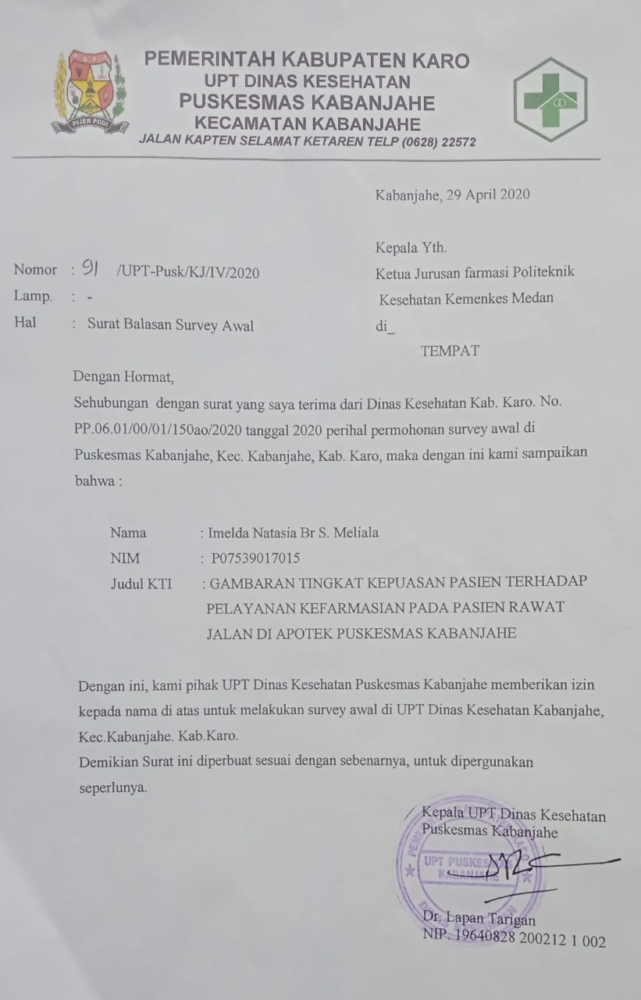 PEMERINTAH KABUPATEN KARO
UPT DINAS KESEHATAN
PUSKESMAS KABANJAHE
KECAMATAN KABANJAHE
JALAN KAPTEN SELAMAT KETAREN TELP (0628) 22572
PIJER PODI
Kabanjahe, 29 April 2020
Kepala Yth.
Ketua Jurusan farmasi Politeknik
Kesehatan Kemenkes Medan
di_
TEMPAT
Nomor : 91 /UPT-Pusk/KJ/IV/2020
Lamp. : -
Hal : Surat Balasan Survey Awal
Dengan Hormat,
Sehubungan dengan surat yang saya terima dari Dinas Kesehatan Kab. Karo. No.
PP.06.01/00/01/150ao/2020 tanggal 2020 perihal permohonan survey awal di
Puskesmas Kabanjahe, Kec. Kabanjahe, Kab. Karo, maka dengan ini kami sampaikan
bahwa :
Nama : Imelda Natasia Br S. Meliala
NIM : P07539017015
Judul KTI : GAMBARAN TINGKAT KEPUASAN PASIEN TERHADAP
PELAYANAN KEFARMASIAN PADA PASIEN RAWAT
JALAN DI APOTEK PUSKESMAS KABANJAHE
Dengan ini, kami pihak UPT Dinas Kesehatan Puskesmas Kabanjahe memberikan izin
kepada nama di atas untuk melakukan survey awal di UPT Dinas Kesehatan Kabanjahe,
Kec.Kabanjahe. Kab.Karo.
Demikian Surat ini diperbuat sesuai dengan sebenarnya, untuk dipergunakan
seperlunya.
Kepala UPT Dinas Kesehatan
Puskesmas Kabanjahe
UPT PUSKESMAS
KABANJAHE
Dr. Lapan Tarigan
NIP. 19640828 200212 1 002